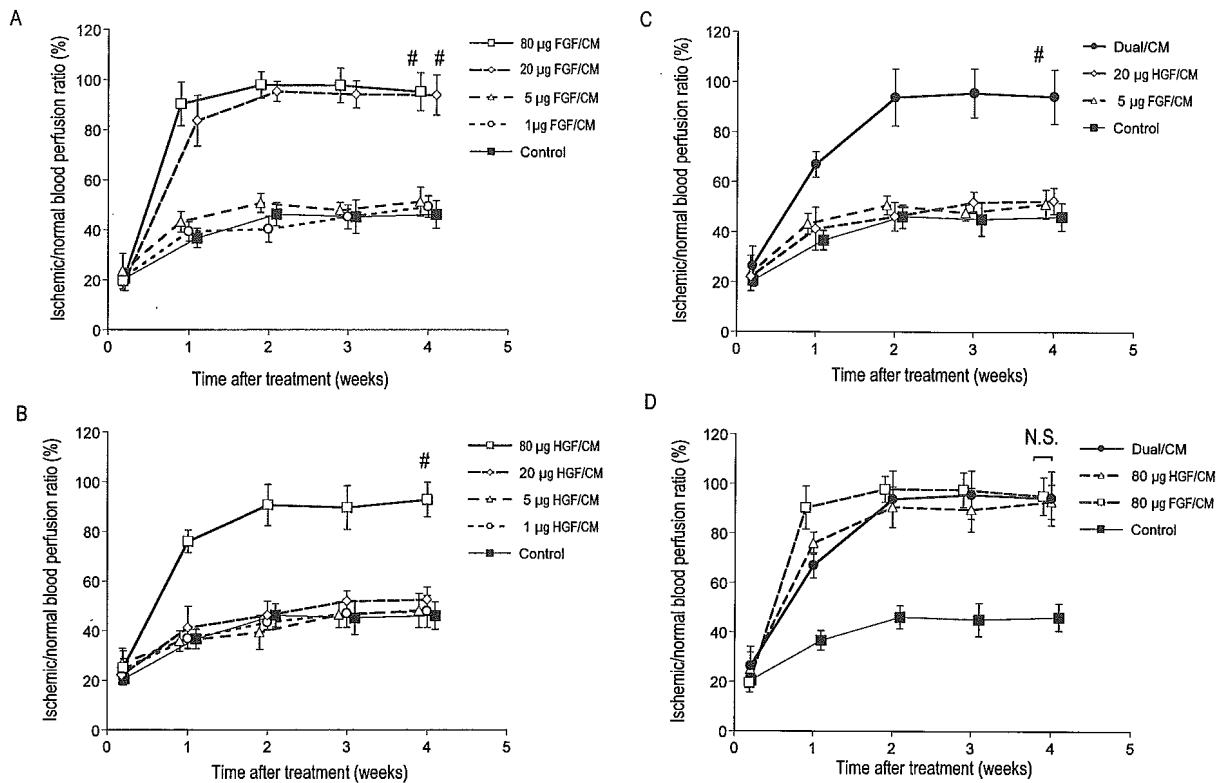 A
Ischemic/normal blood perfusion ratio (%)
120
100
80
60
40
20
0
0
1
2
3
4
5
Time after treatment (weeks)
# #
80 µg FGF/CM
20 µg FGF/CM
5 µg FGF/CM
1µg FGF/CM
Control
B
Ischemic/normal blood perfusion ratio (%)
120
100
80
60
40
20
0
0
1
2
3
4
5
Time after treatment (weeks)
#
80 µg HGF/CM
20 µg HGF/CM
5 µg HGF/CM
1 µg HGF/CM
Control
C
Ischemic/normal blood perfusion ratio (%)
120
100
80
60
40
20
0
0
1
2
3
4
5
Time after treatment (weeks)
#
Dual/CM
20 µg HGF/CM
5 µg FGF/CM
Control
D
Ischemic/normal blood perfusion ratio (%)
120
100
80
60
40
20
0
0
1
2
3
4
5
Time after treatment (weeks)
N.S.
Dual/CM
80 µg HGF/CM
80 µg FGF/CM
Control